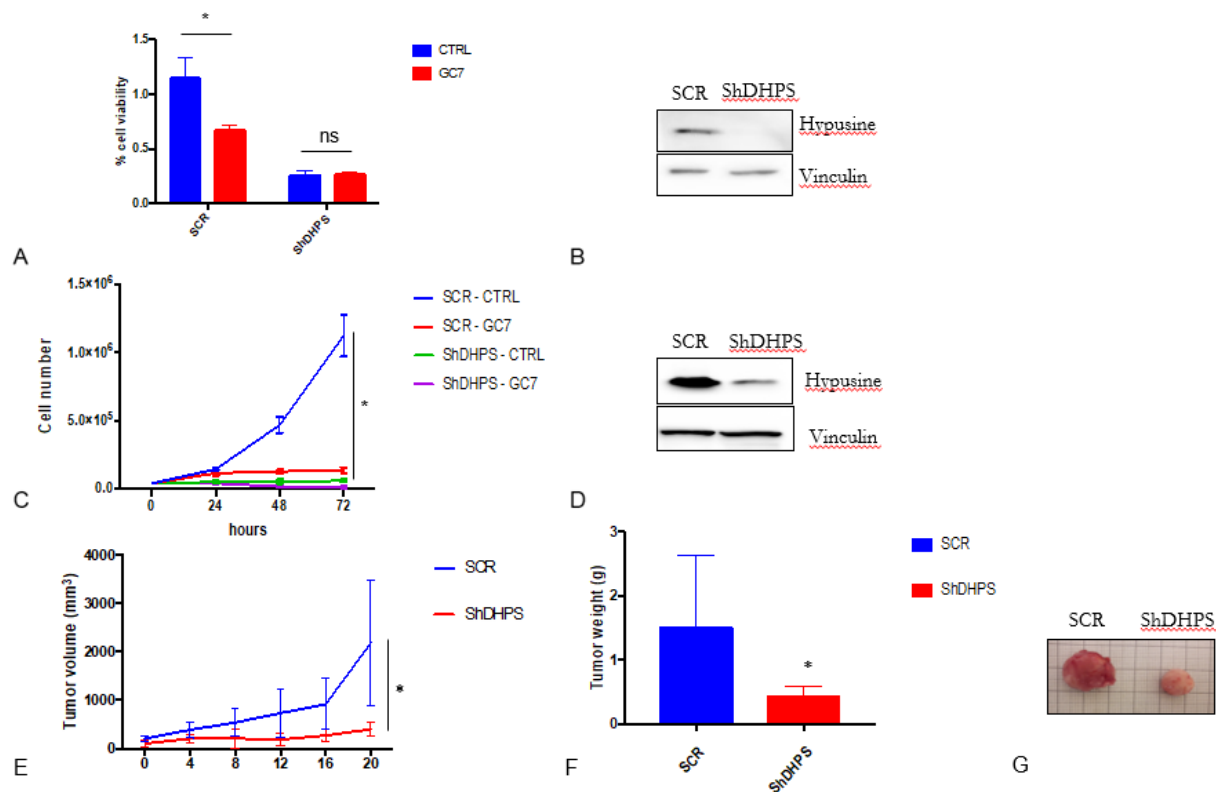 *
1.5
CTRL
GC7
1.0
% cell viability
ns
0.5
0.0
SCR
ShDHPS
A
SCR ShDHPS
Hypusine
Vinculin
B
1.5×10⁶
SCR - CTRL
SCR - GC7
ShDHPS - CTRL
ShDHPS - GC7
1.0×10⁶
Cell number
*
5.0×10⁵
0.0
0 24 48 72
hours
C
SCR ShDHPS
Hypusine
Vinculin
D
4000
SCR
ShDHPS
3000
Tumor volume (mm³)
2000
*
1000
0
0 4 8 12 16 20
E
3
SCR
ShDHPS
2
Tumor weight (g)
1
*
0
SCR
ShDHPS
F
SCR ShDHPS
G